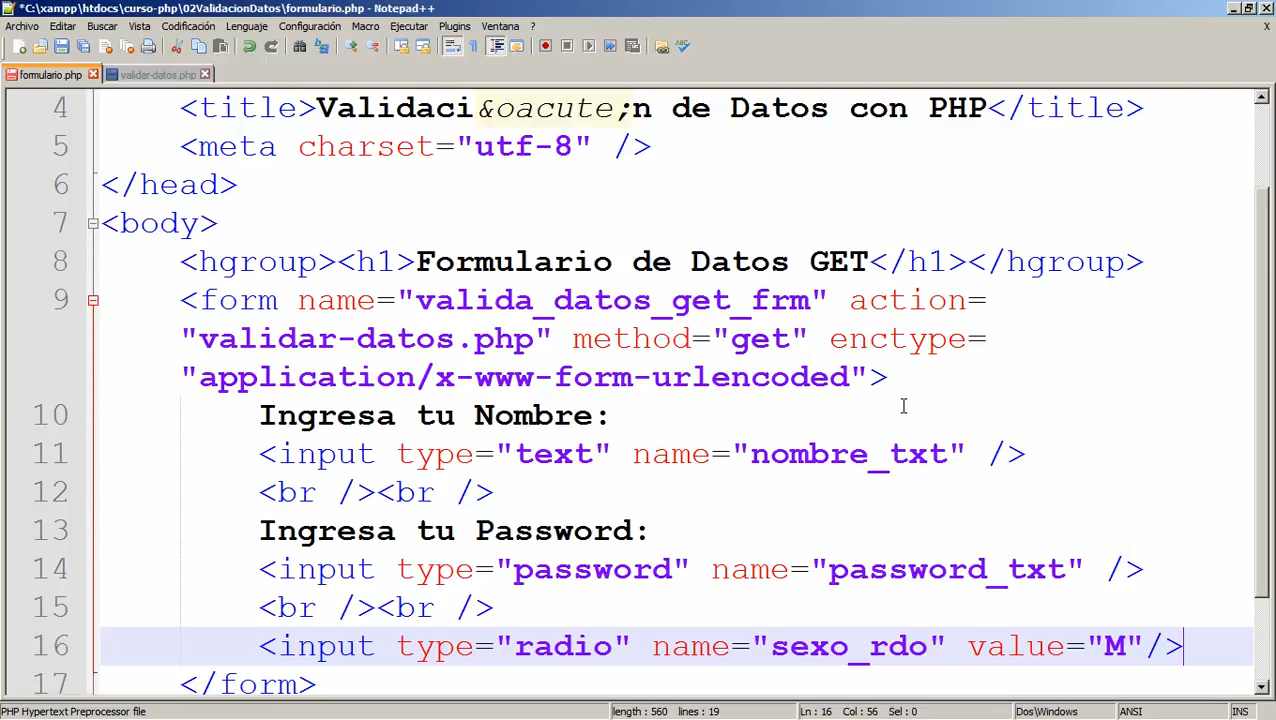 *C:\xampp\htdocs\curso-php\02ValidacionDatos\formulario.php - Notepad++
Archivo Editar Buscar Vista Codificación Lenguaje Configuración Macro Ejecutar Plugins Ventana ? X
formulario.php validar-datos.php
4 <title>Validaci&oacute;n de Datos con PHP</title>
5 <meta charset="utf-8" />
6 </head>
7 <body>
8 <hgroup><h1>Formulario de Datos GET</h1></hgroup>
9 <form name="valida_datos_get_frm" action=
"validar-datos.php" method="get" enctype=
"application/x-www-form-urlencoded">
10 Ingresa tu Nombre:
11 <input type="text" name="nombre_txt" />
12 <br /><br />
13 Ingresa tu Password:
14 <input type="password" name="password_txt" />
15 <br /><br />
16 <input type="radio" name="sexo_rdo" value="M"/>
17 </form>
PHP Hypertext Preprocessor file length : 560 lines : 19 Ln : 16 Col : 56 Sel : 0 Dos\Windows ANSI INS